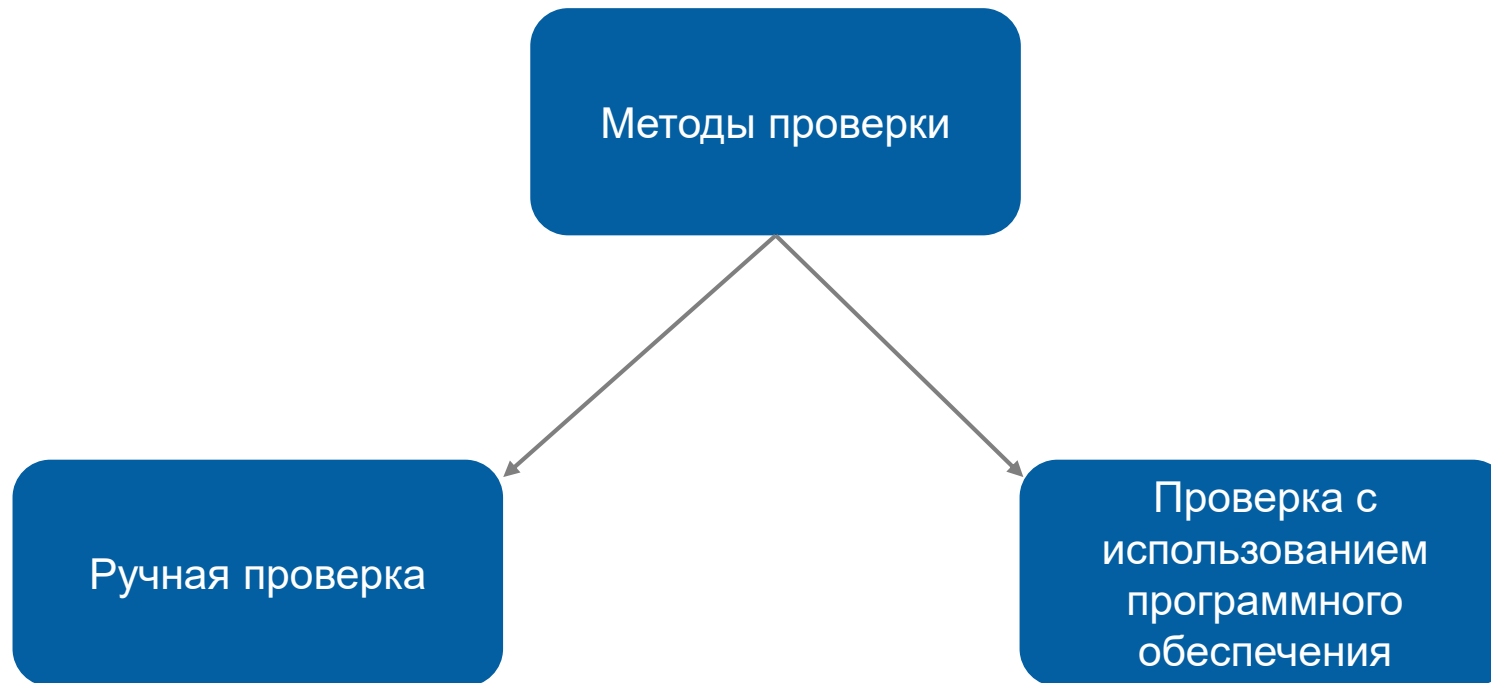 Методы проверки
Ручная проверка
Проверка с
использованием
программного
обеспечения